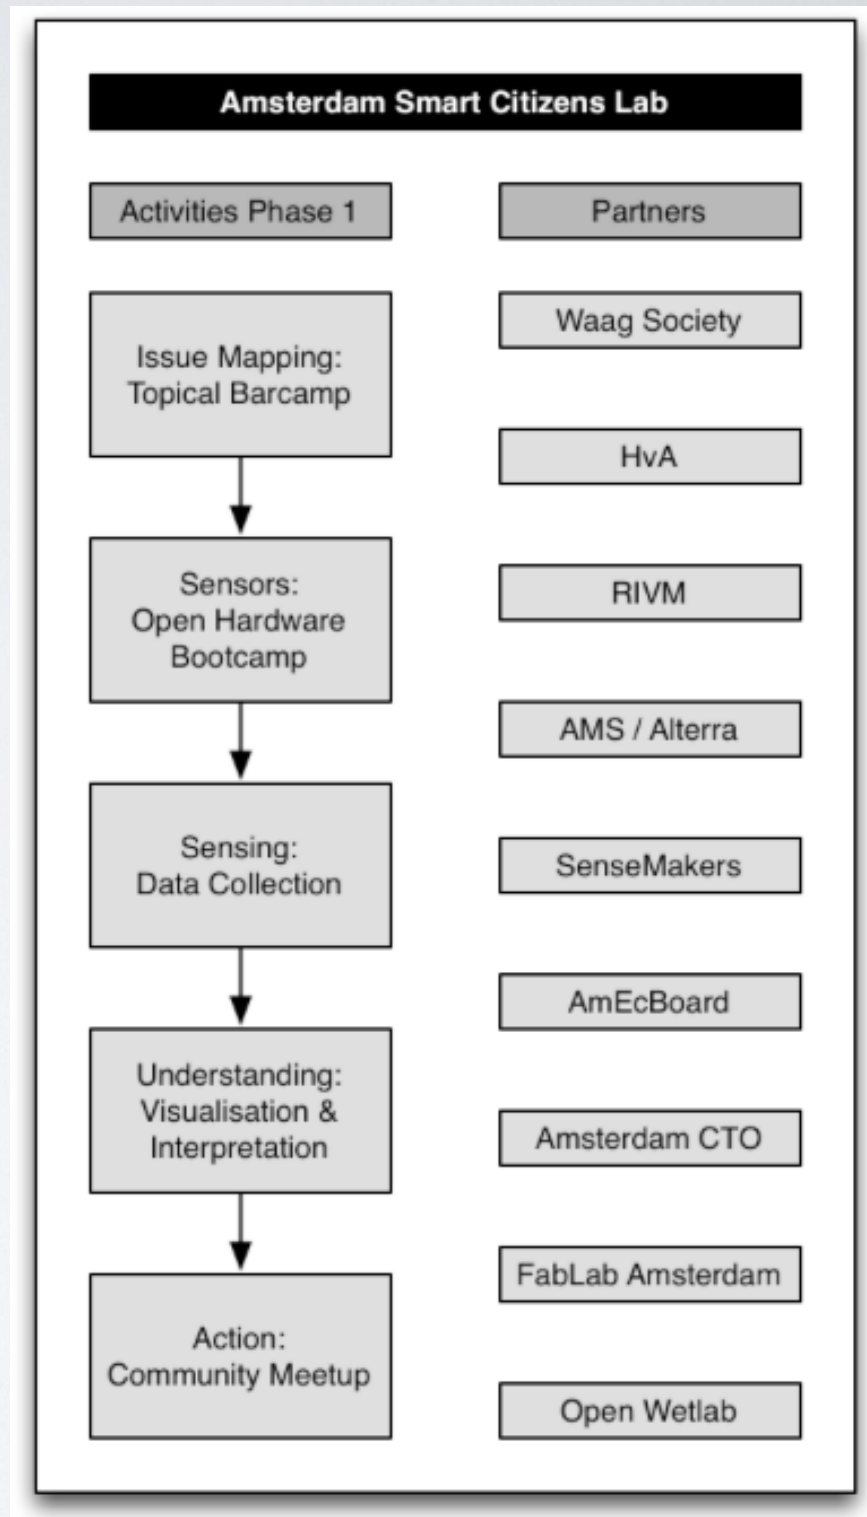 Amsterdam Smart Citizens Lab
Activities Phase 1
Issue Mapping:
Topical Barcamp
Sensors:
Open Hardware
Bootcamp
Sensing:
Data Collection
Understanding:
Visualisation &
Interpretation
Action:
Community Meetup
Partners
Waag Society
HvA
RIVM
AMS / Alterra
SenseMakers
AmEcBoard
Amsterdam CTO
FabLab Amsterdam
Open Wetlab